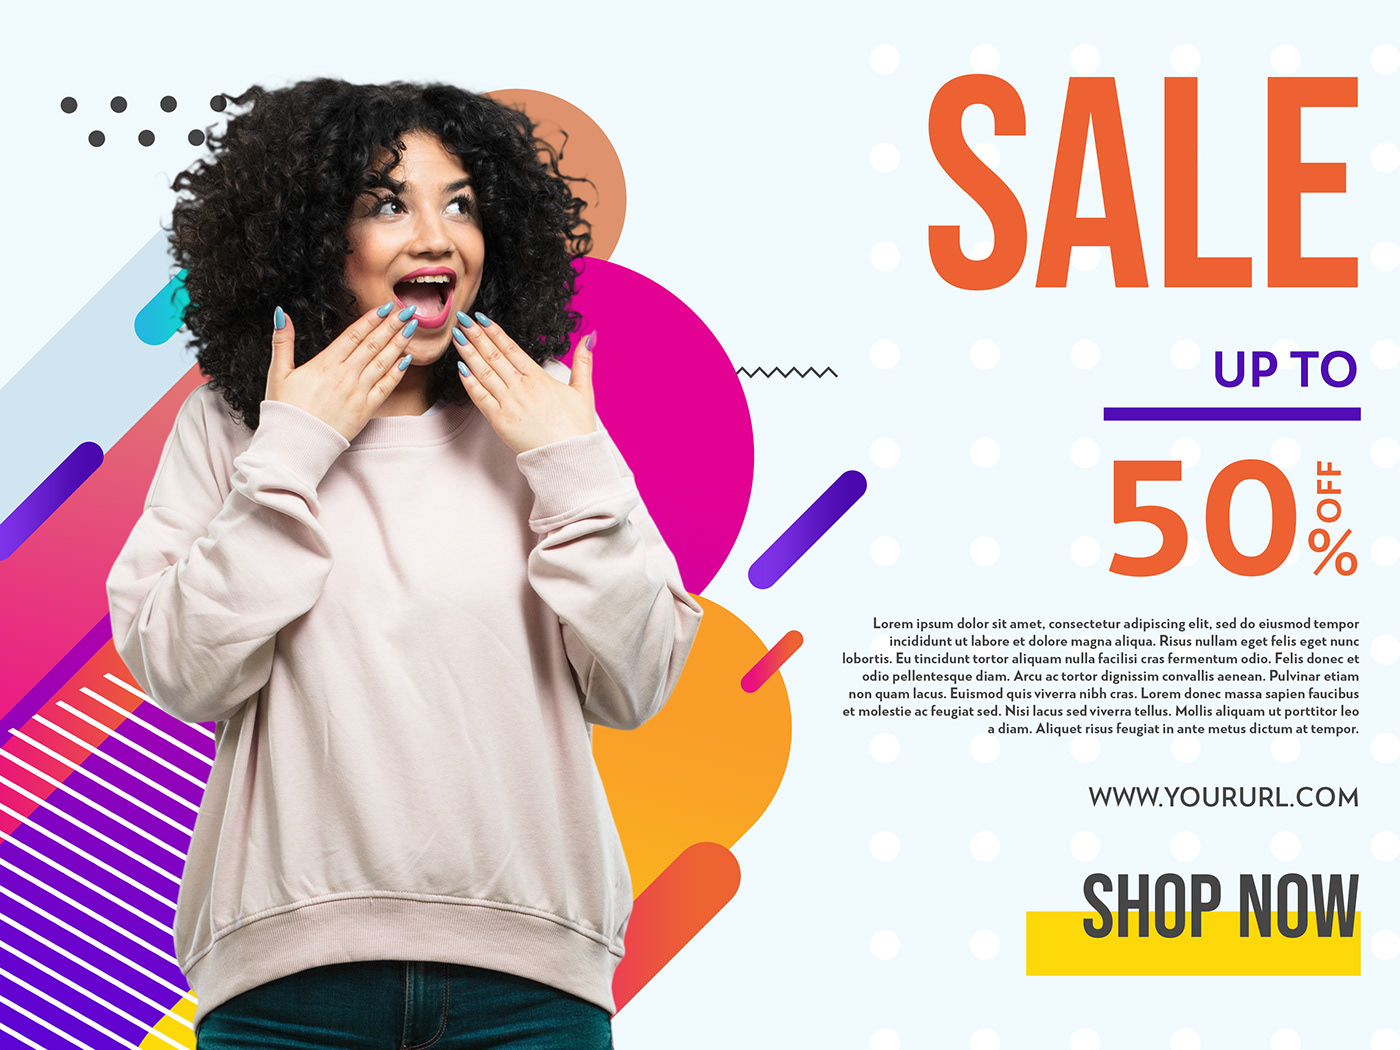 SALE
UP TO
50% OFF
Lorem ipsum dolor sit amet, consectetur adipiscing elit, sed do eiusmod tempor
incididunt ut labore et dolore magna aliqua. Risus nullam eget felis eget nunc
lobortis. Eu tincidunt tortor aliquam nulla facilisi cras fermentum odio. Felis donec et
odio pellentesque diam. Arcu ac tortor dignissim convallis aenean. Pulvinar etiam
non quam lacus. Euismod quis viverra nibh cras. Lorem donec massa sapien faucibus
et molestie ac feugiat sed. Nisi lacus sed viverra tellus. Mollis aliquam ut porttitor leo
a diam. Aliquet risus feugiat in ante metus dictum at tempor.
WWW.YOURURL.COM
SHOP NOW